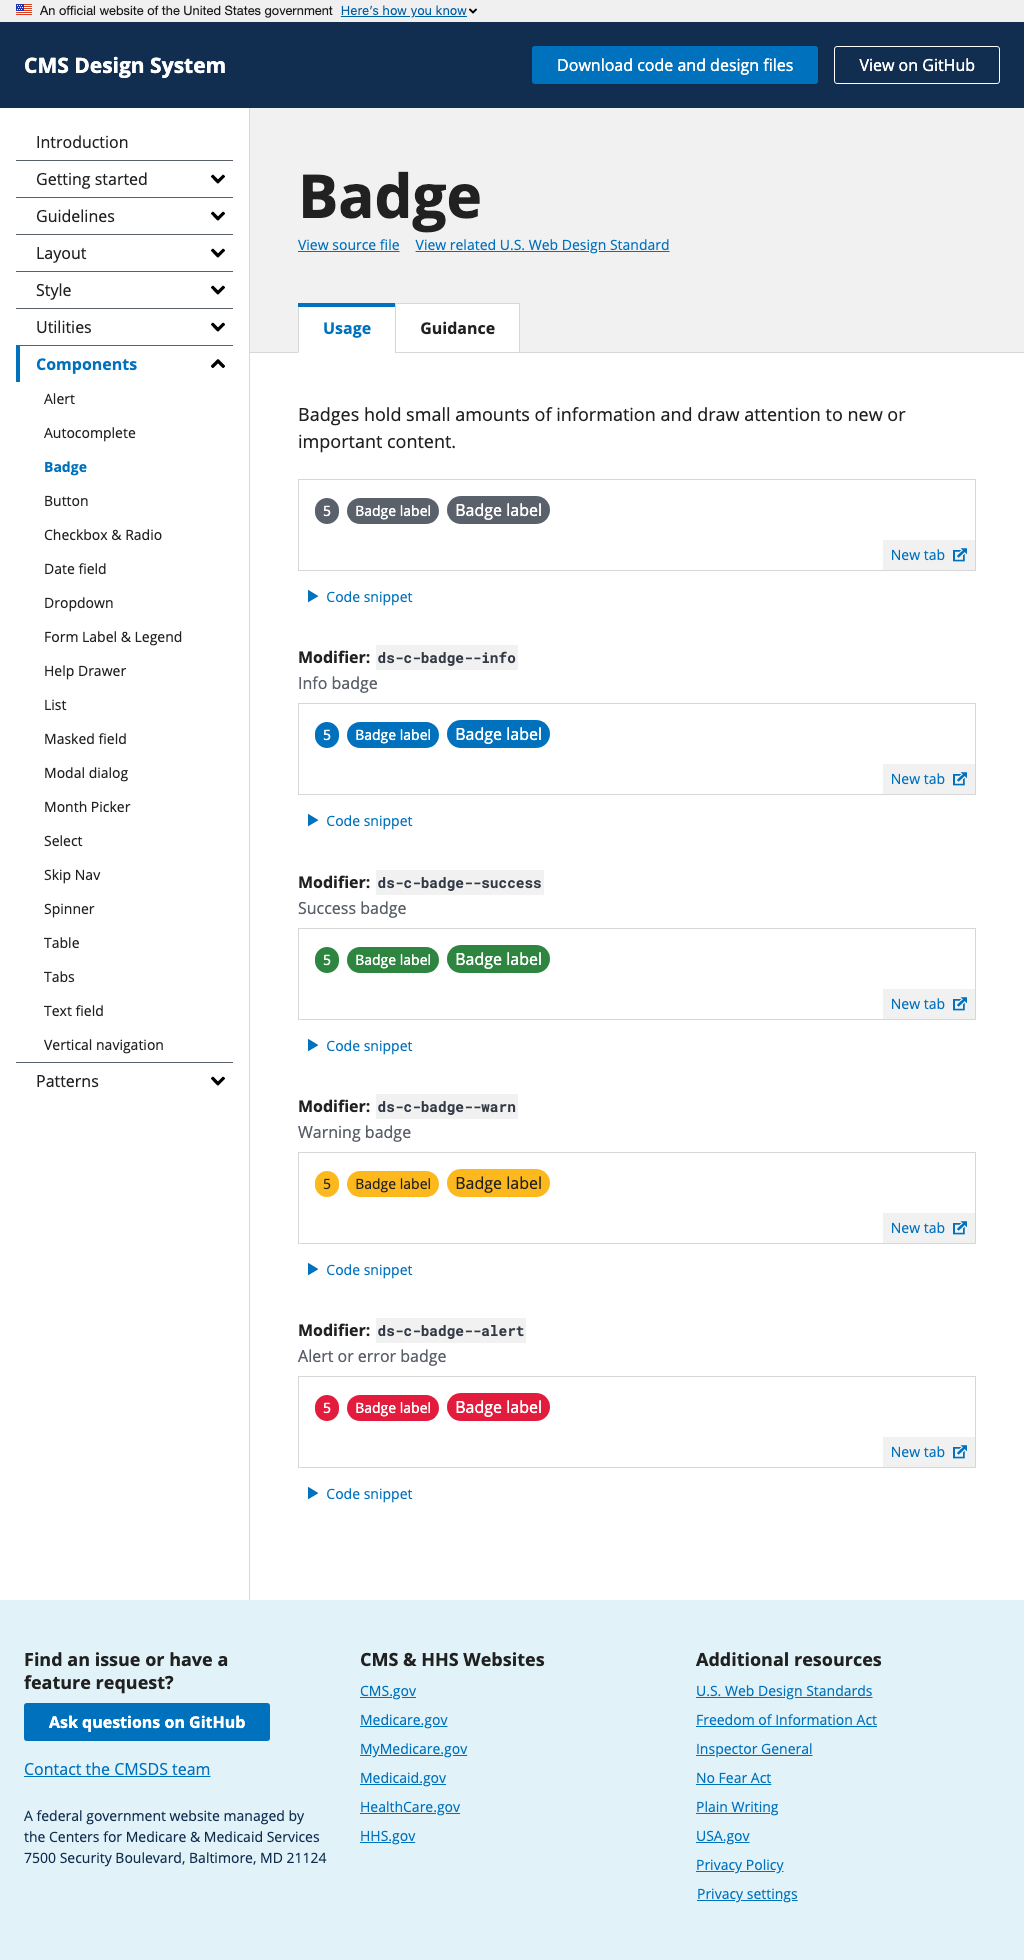 An official website of the United States government Here's how you know
CMS Design System
Download code and design files
View on GitHub
Introduction
Getting started
Guidelines
Layout
Style
Utilities
Components
Alert
Autocomplete
Badge
Button
Checkbox & Radio
Date field
Dropdown
Form Label & Legend
Help Drawer
List
Masked field
Modal dialog
Month Picker
Select
Skip Nav
Spinner
Table
Tabs
Text field
Vertical navigation
Patterns
Badge
View source file View related U.S. Web Design Standard
Usage Guidance
Badges hold small amounts of information and draw attention to new or
important content.
5 Badge label Badge label
New tab
Code snippet
Modifier: ds-c-badge--info
Info badge
5 Badge label Badge label
New tab
Code snippet
Modifier: ds-c-badge--success
Success badge
5 Badge label Badge label
New tab
Code snippet
Modifier: ds-c-badge--warn
Warning badge
5 Badge label Badge label
New tab
Code snippet
Modifier: ds-c-badge--alert
Alert or error badge
5 Badge label Badge label
New tab
Code snippet
Find an issue or have a
feature request?
Ask questions on GitHub
Contact the CMSDS team
A federal government website managed by
the Centers for Medicare & Medicaid Services
7500 Security Boulevard, Baltimore, MD 21124
CMS & HHS Websites
CMS.gov
Medicare.gov
MyMedicare.gov
Medicaid.gov
HealthCare.gov
HHS.gov
Additional resources
U.S. Web Design Standards
Freedom of Information Act
Inspector General
No Fear Act
Plain Writing
USA.gov
Privacy Policy
Privacy settings